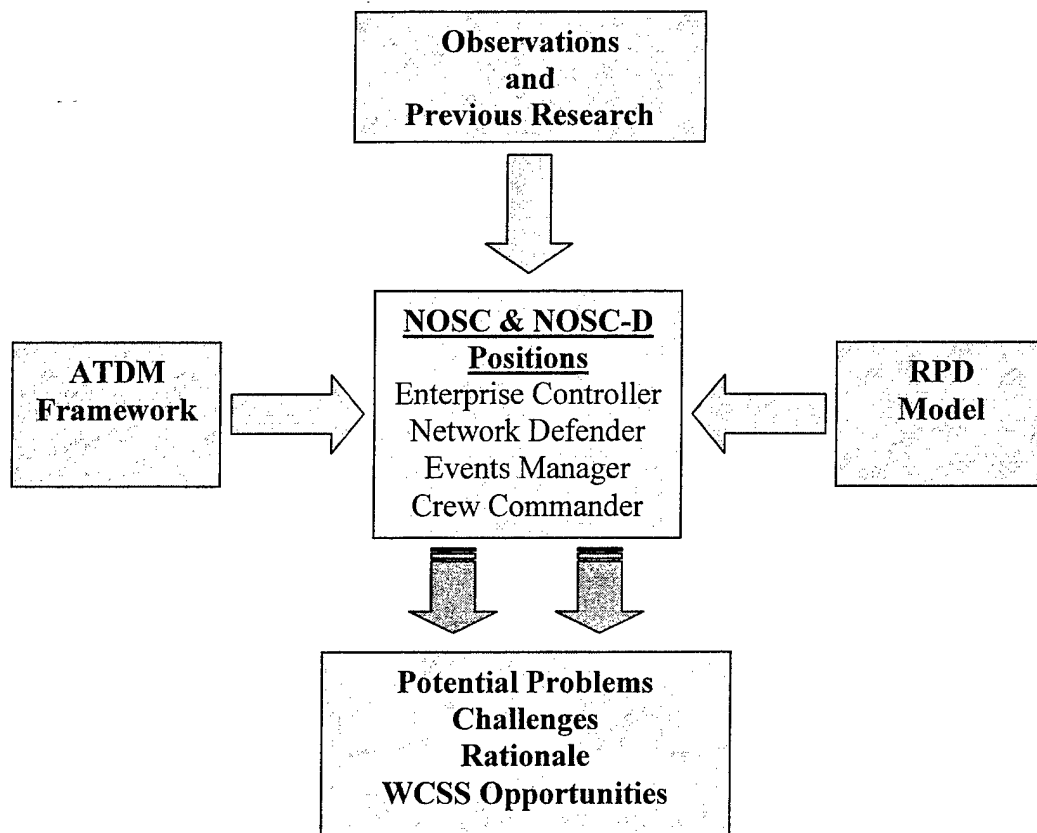 Observations
and
Previous Research
NOSC & NOSC-D
Positions
Enterprise Controller
Network Defender
Events Manager
Crew Commander
ATDM
Framework
RPD
Model
Potential Problems
Challenges
Rationale
WCSS Opportunities